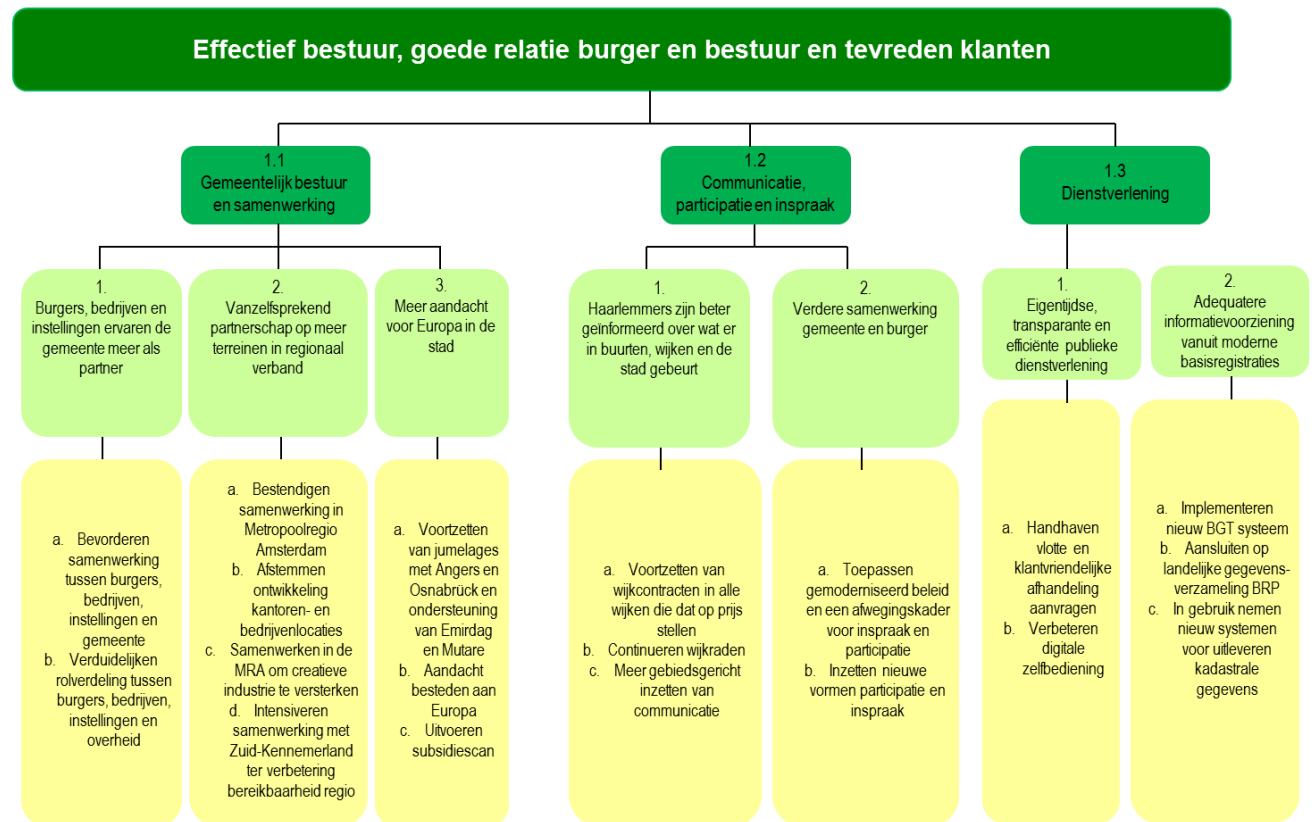 Effectief bestuur, goede relatie burger en bestuur en tevreden klanten
1.1
Gemeentelijk bestuur
en samenwerking
1.2
Communicatie,
participatie en inspraak
1.3
Dienstverlening
1.
Burgers, bedrijven en
instellingen ervaren de
gemeente meer als
partner
2.
Vanzelfsprekend
partnerschap op meer
terreinen in regionaal
verband
3.
Meer aandacht
voor Europa in de
stad
1.
Haarlemmers zijn beter
geïnformeerd over wat er
in buurten, wijken en de
stad gebeurt
2.
Verdere samenwerking
gemeente en burger
1.
Eigentijdse,
transparante en
efficiënte publieke
dienstverlening
2.
Adequatere
informatievoorziening
vanuit moderne
basisregistraties
a. Bevorderen
samenwerking
tussen burgers,
bedrijven,
instellingen en
gemeente
b. Verduidelijken
rolverdeling tussen
burgers, bedrijven,
instellingen en
overheid
a. Bestendigen
samenwerking in
Metropoolregio
Amsterdam
b. Afstemmen
ontwikkeling
kantoren- en
bedrijvenlocaties
c. Samenwerken in de
MRA om creatieve
industrie te versterken
d. Intensiveren
samenwerking met
Zuid-Kennemerland
ter verbetering
bereikbaarheid regio
a. Voortzetten
van jumelages
met Angers en
Osnabrück en
ondersteuning
van Emirdag
en Mutare
b. Aandacht
besteden aan
Europa
c. Uitvoeren
subsidiescan
a. Voortzetten van
wijkcontracten in alle
wijken die dat op prijs
stellen
b. Continueren wijkraden
c. Meer gebiedsgericht
inzetten van
communicatie
a. Toepassen
gemoderniseerd beleid
en een afwegingskader
voor inspraak en
participatie
b. Inzetten nieuwe
vormen participatie en
inspraak
a. Handhaven
vlotte en
klantvriendelijke
afhandeling
aanvragen
b. Verbeteren
digitale
zelfbediening
a. Implementeren
nieuw BGT systeem
b. Aansluiten op
landelijke gegevens-
verzameling BRP
c. In gebruik nemen
nieuw systemen
voor uitleveren
kadastrale
gegevens